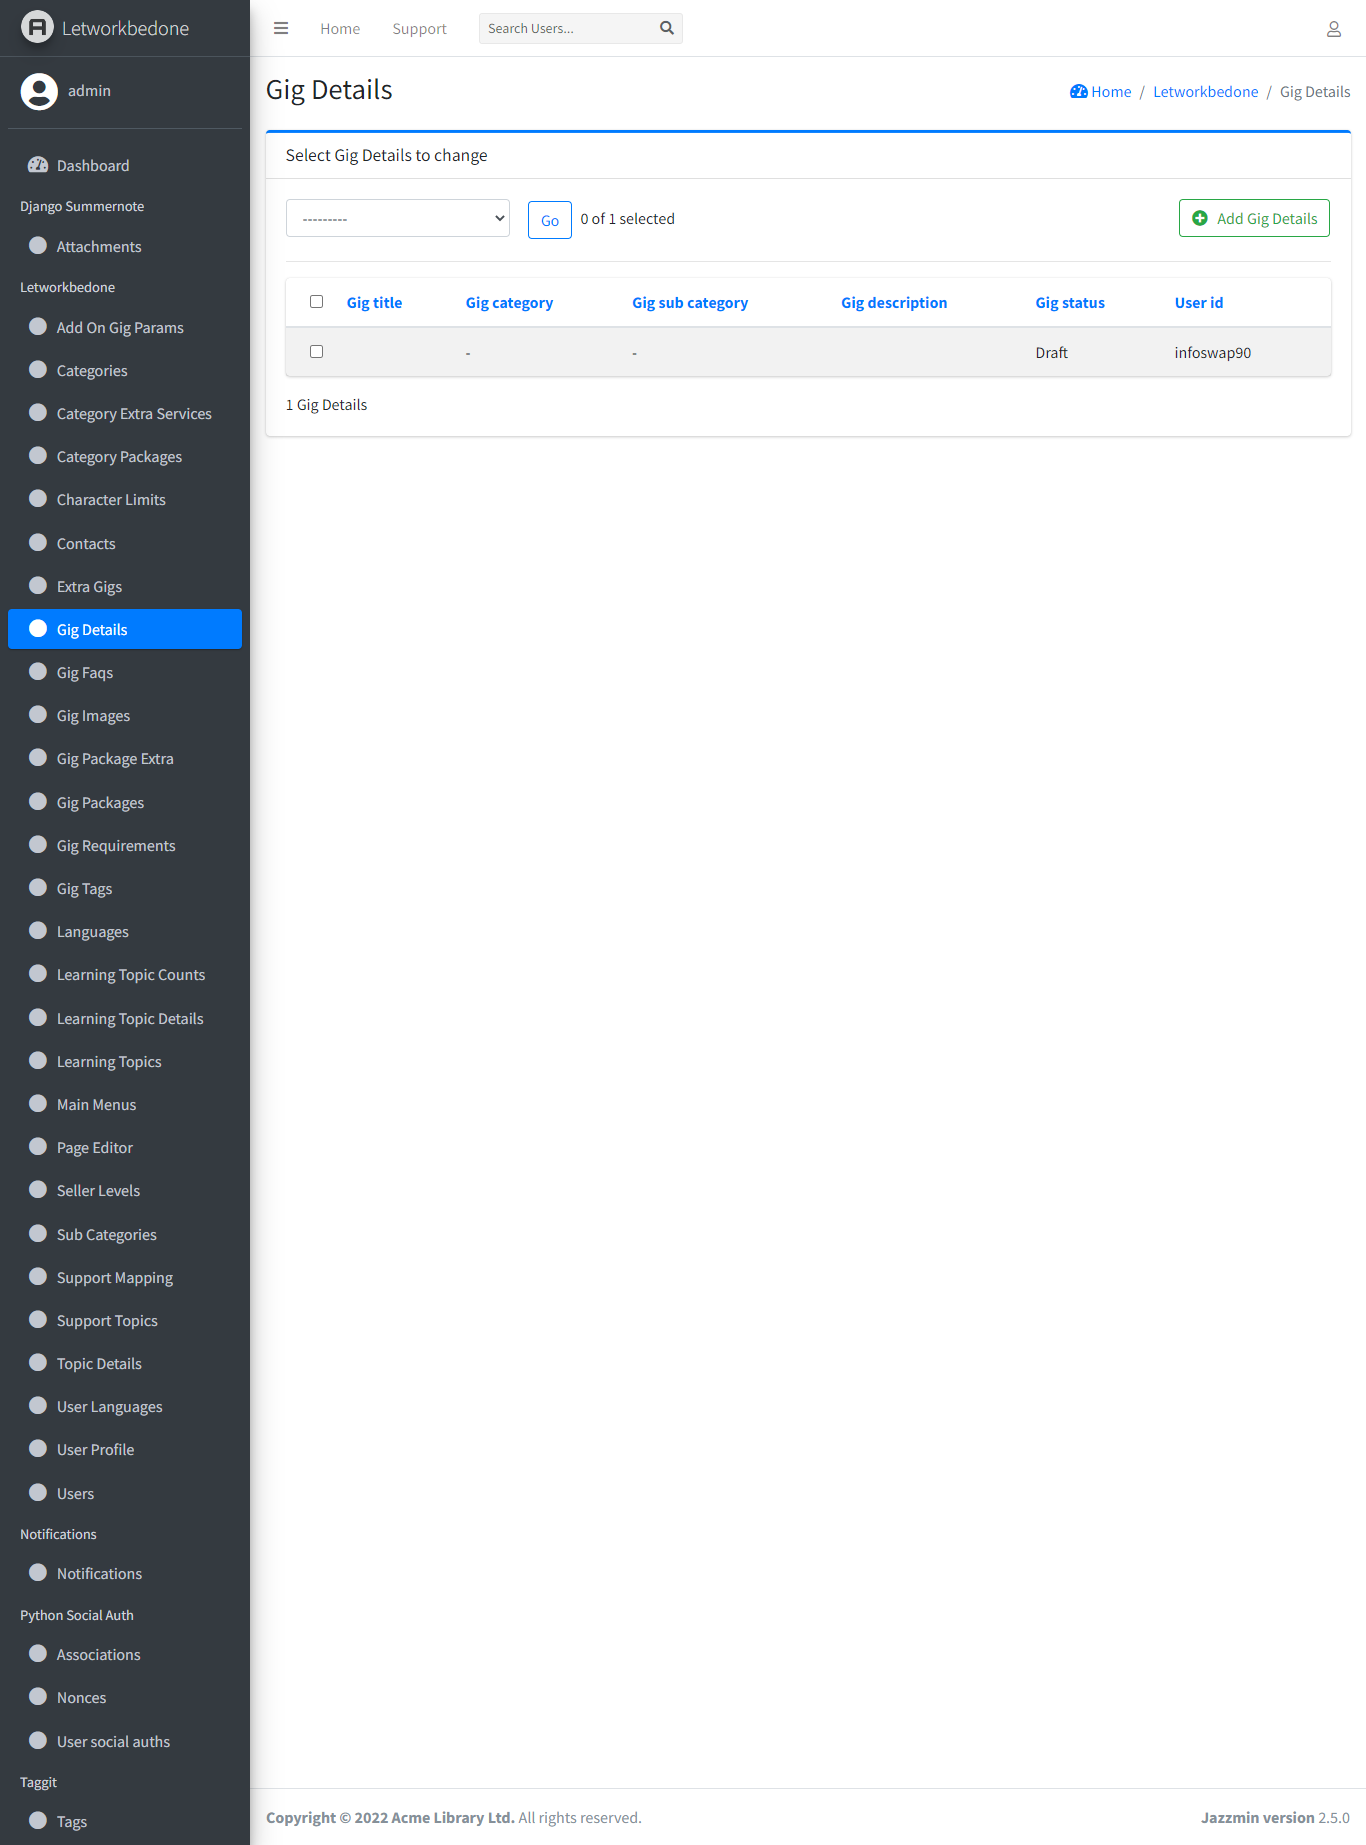 Letworkbedone
Home
Support
Search Users...
admin
Gig Details
Home / Letworkbedone / Gig Details
Dashboard
Django Summernote
Attachments
Letworkbedone
Add On Gig Params
Categories
Category Extra Services
Category Packages
Character Limits
Contacts
Extra Gigs
Gig Details
Gig Faqs
Gig Images
Gig Package Extra
Gig Packages
Gig Requirements
Gig Tags
Languages
Learning Topic Counts
Learning Topic Details
Learning Topics
Main Menus
Page Editor
Seller Levels
Sub Categories
Support Mapping
Support Topics
Topic Details
User Languages
User Profile
Users
Notifications
Notifications
Python Social Auth
Associations
Nonces
User social auths
Taggit
Tags
Select Gig Details to change
---------
Go
0 of 1 selected
Add Gig Details
Gig title Gig category Gig sub category Gig description Gig status User id
- - Draft infoswap90
1 Gig Details
Copyright © 2022 Acme Library Ltd. All rights reserved.
Jazzmin version 2.5.0